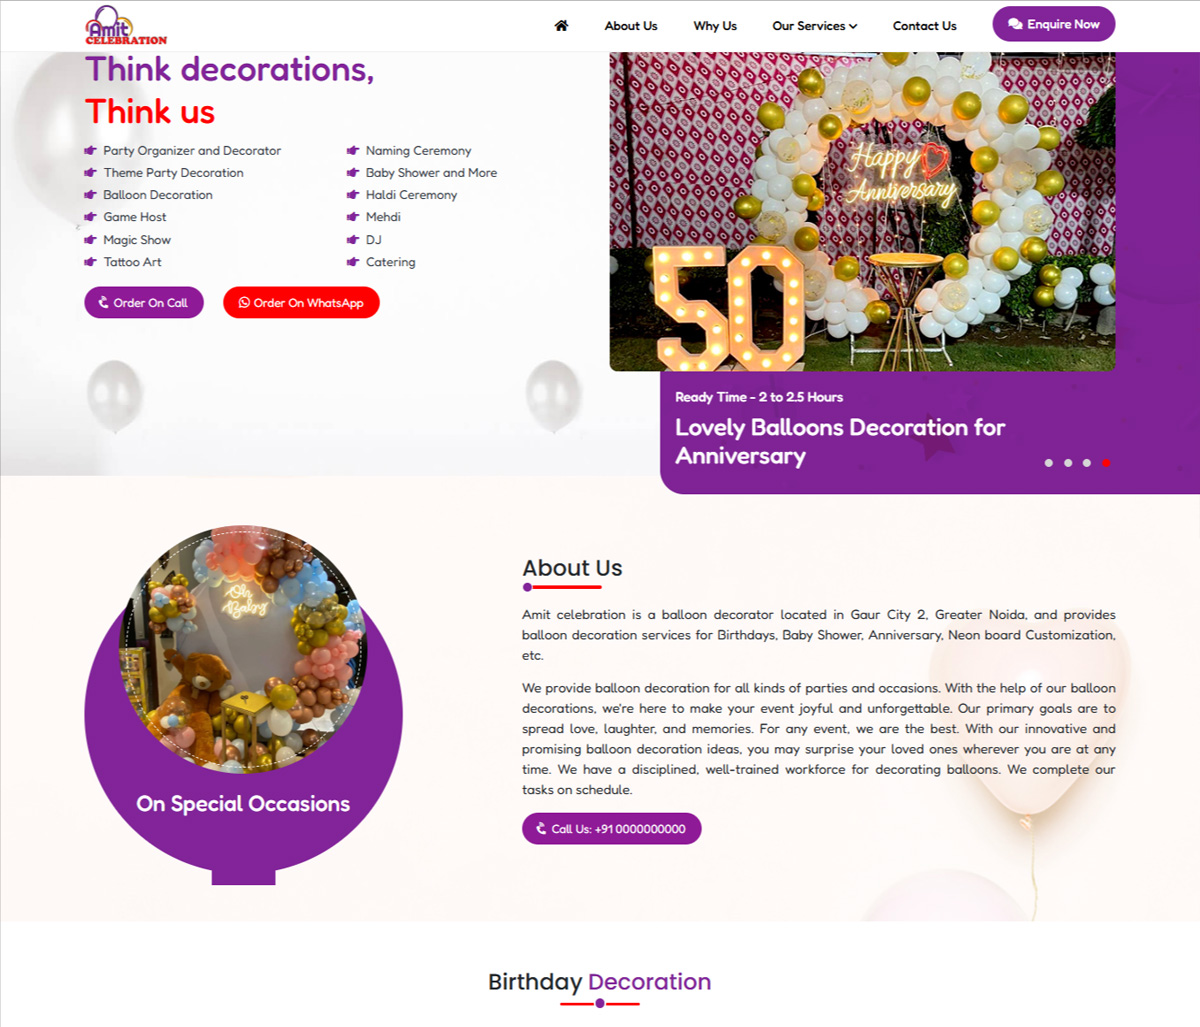 Amit
CELEBRATION
About Us
Why Us
Our Services
Contact Us
Enquire Now
Think decorations,
Think us
Party Organizer and Decorator
Theme Party Decoration
Balloon Decoration
Game Host
Magic Show
Tattoo Art
Naming Ceremony
Baby Shower and More
Haldi Ceremony
Mehdi
DJ
Catering
Order On Call
Order On WhatsApp
Happy
Anniversary
50
Ready Time - 2 to 2.5 Hours
Lovely Balloons Decoration for
Anniversary
Oh
Baby
On Special Occasions
About Us
Amit celebration is a balloon decorator located in Gaur City 2, Greater Noida, and provides
balloon decoration services for Birthdays, Baby Shower, Anniversary, Neon board Customization,
etc.
We provide balloon decoration for all kinds of parties and occasions. With the help of our balloon
decorations, we're here to make your event joyful and unforgettable. Our primary goals are to
spread love, laughter, and memories. For any event, we are the best. With our innovative and
promising balloon decoration ideas, you may surprise your loved ones wherever you are at any
time. We have a disciplined, well-trained workforce for decorating balloons. We complete our
tasks on schedule.
Call Us: +91 0000000000
Birthday Decoration